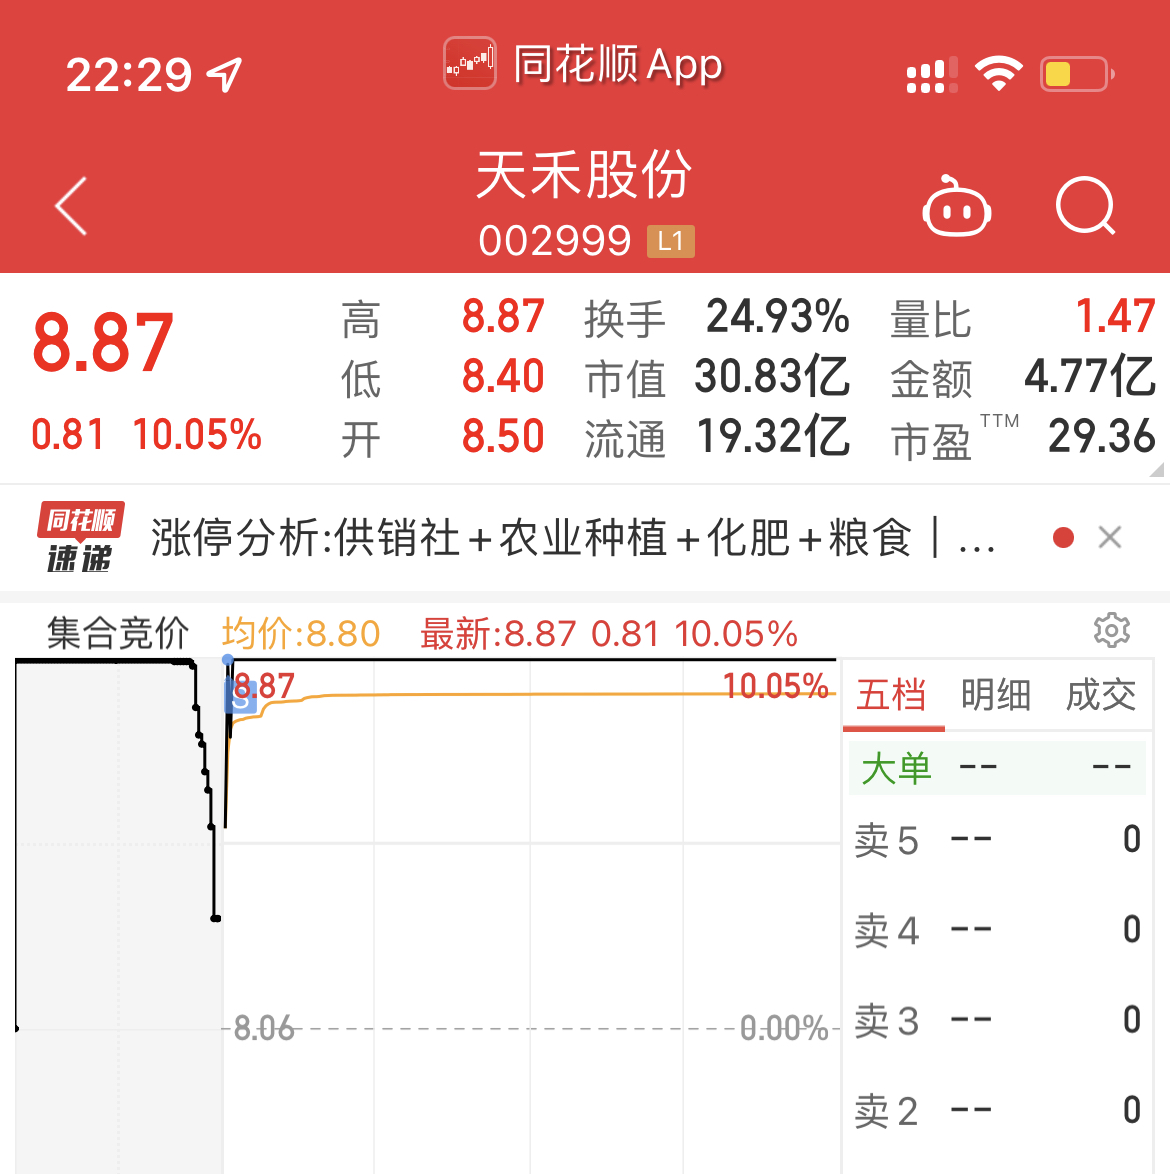 22:29
同花顺App
天禾股份
002999 L1
8.87
0.81 10.05%
高 8.87 换手 24.93% 量比 1.47
低 8.40 市值 30.83亿 金额 4.77亿
开 8.50 流通 19.32亿 市盈TTM 29.36
同花顺
速递
涨停分析:供销社+农业种植+化肥+粮食｜...
集合竞价 均价:8.80 最新:8.87 0.81 10.05%
8.87 10.05%
S
8.06 0.00%
五档 明细 成交
大单 -- --
卖5 -- 0
卖4 -- 0
卖3 -- 0
卖2 -- 0